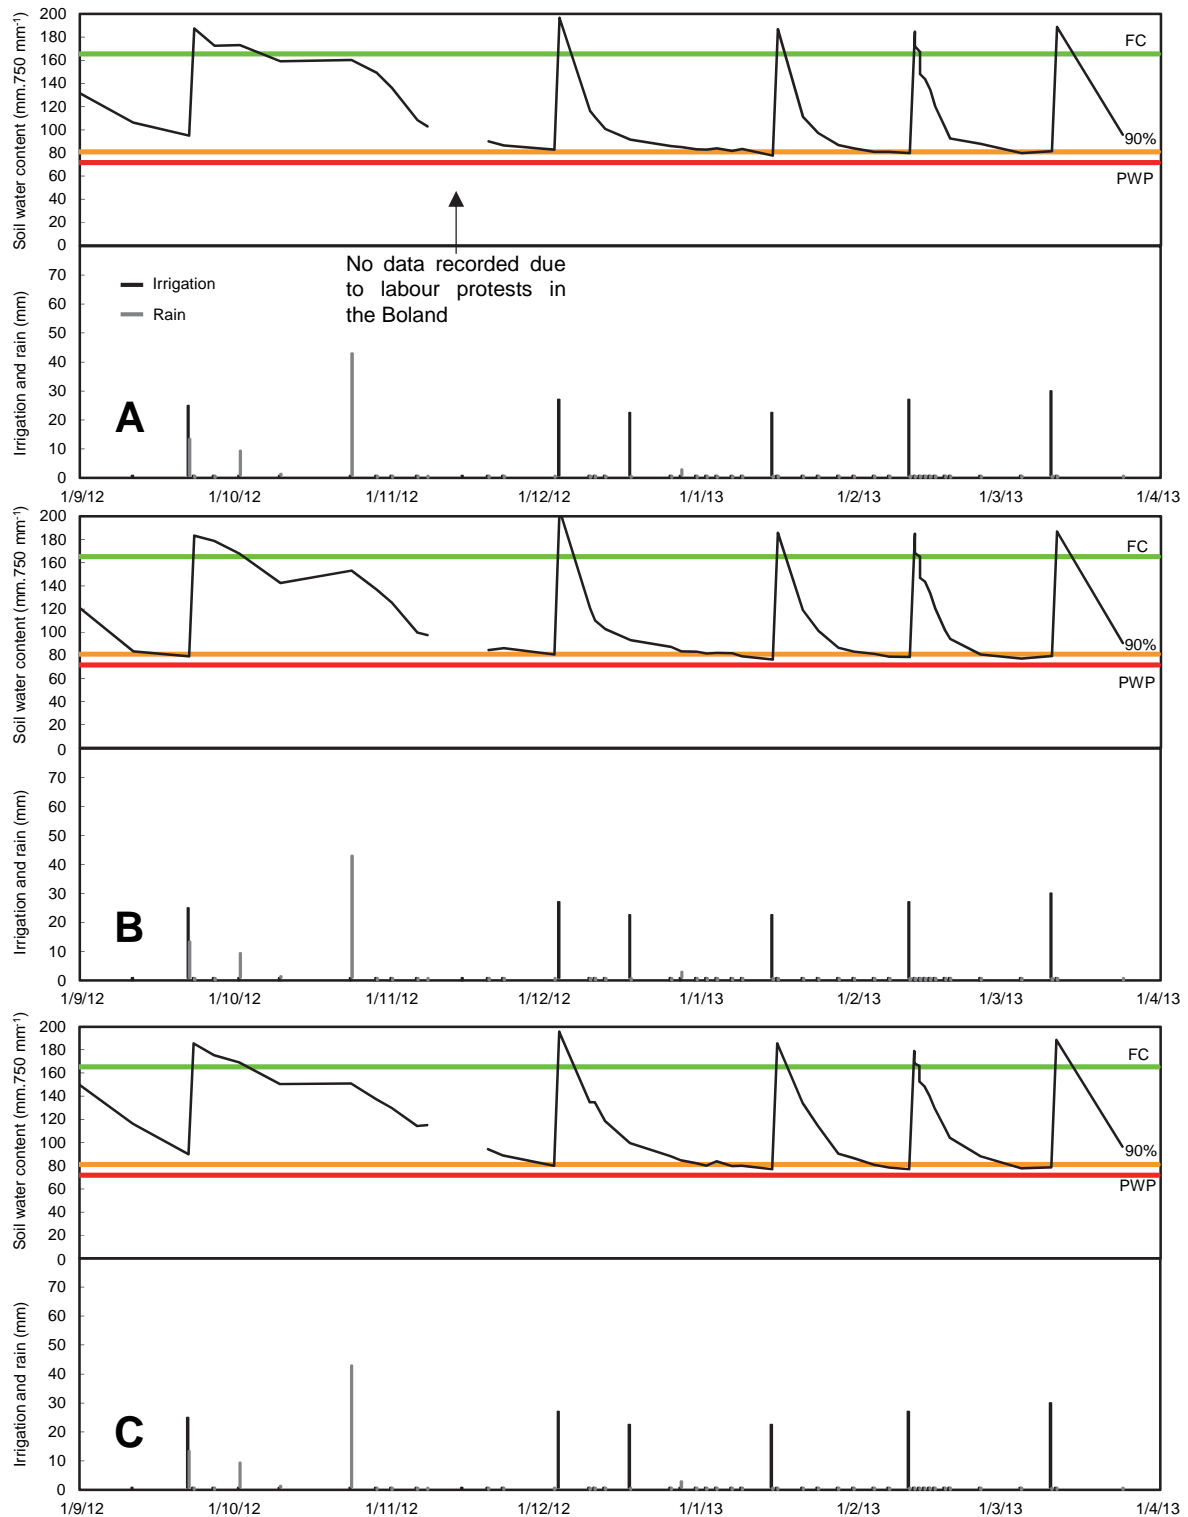 200
180
160
140
120
100
80
60
40
20
0
Soil water content (mm.750 mm⁻¹)
FC
90%
PWP
No data recorded due
to labour protests in
the Boland
Irrigation
Rain
70
60
50
40
30
20
10
0
Irrigation and rain (mm)
A
1/9/12 1/10/12 1/11/12 1/12/12 1/1/13 1/2/13 1/3/13 1/4/13
200
180
160
140
120
100
80
60
40
20
0
Soil water content (mm.750 mm⁻¹)
FC
90%
PWP
70
60
50
40
30
20
10
0
Irrigation and rain (mm)
B
1/9/12 1/10/12 1/11/12 1/12/12 1/1/13 1/2/13 1/3/13 1/4/13
200
180
160
140
120
100
80
60
40
20
0
Soil water content (mm.750 mm⁻¹)
FC
90%
PWP
70
60
50
40
30
20
10
0
Irrigation and rain (mm)
C
1/9/12 1/10/12 1/11/12 1/12/12 1/1/13 1/2/13 1/3/13 1/4/13